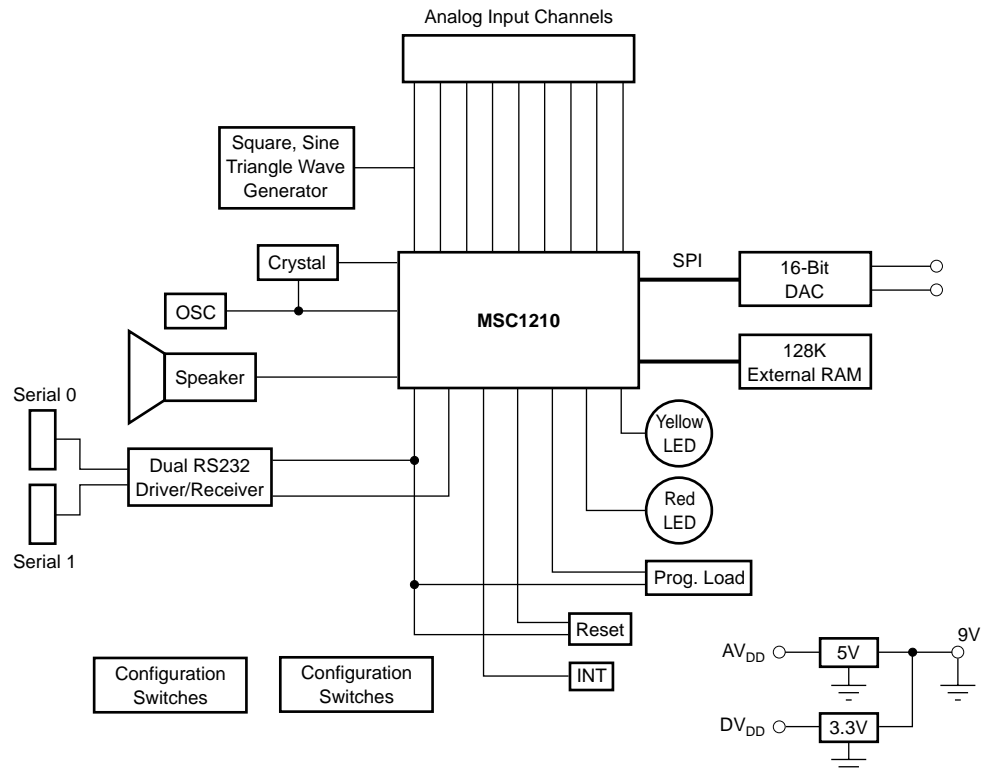 Analog Input Channels
Square, Sine
Triangle Wave
Generator
Crystal
OSC
MSC1210
SPI
16-Bit
DAC
128K
External RAM
Speaker
Serial 0
Dual RS232
Driver/Receiver
Serial 1
Yellow
LED
Red
LED
Prog. Load
Reset
INT
Configuration
Switches
Configuration
Switches
9V
AVDD
5V
DVDD
3.3V